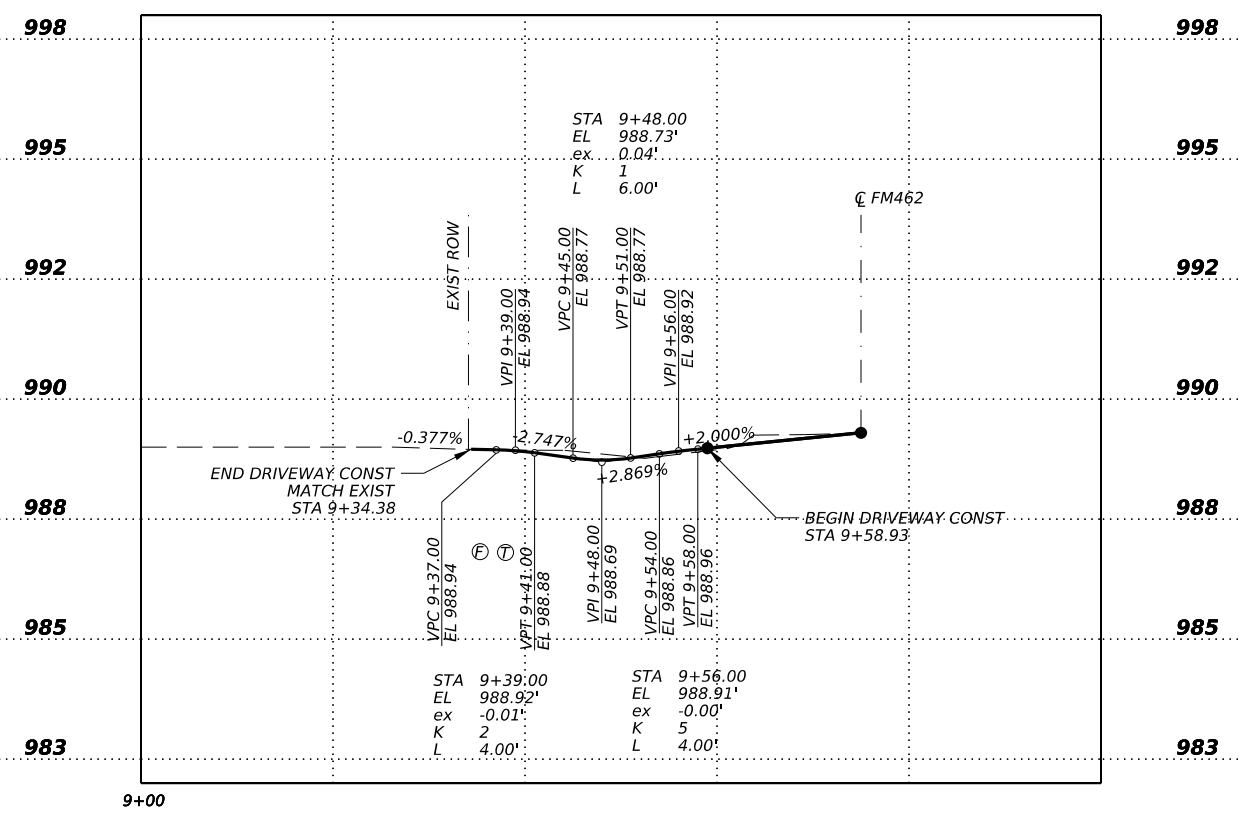 998
998
STA 9+48.00
EL 988.73'
ex 0.04'
K 1
L 6.00'
995
995
℄ FM462
EXIST ROW
VPC 9+45.00
EL 988.77
VPT 9+51.00
EL 988.77
992
992
VPI 9+39.00
EL 988.94
VPI 9+56.00
EL 988.92
990
990
-0.377%
-2.747%
+2.869%
+2.000%
END DRIVEWAY CONST
MATCH EXIST
STA 9+34.38
988
988
BEGIN DRIVEWAY CONST
STA 9+58.93
F T
VPC 9+37.00
EL 988.94
VPT 9+41.00
EL 988.88
VPI 9+48.00
EL 988.69
VPC 9+54.00
EL 988.86
VPT 9+58.00
EL 988.96
985
985
STA 9+39.00
EL 988.92'
ex -0.01'
K 2
L 4.00'
STA 9+56.00
EL 988.91'
ex -0.00'
K 5
L 4.00'
983
983
9+00